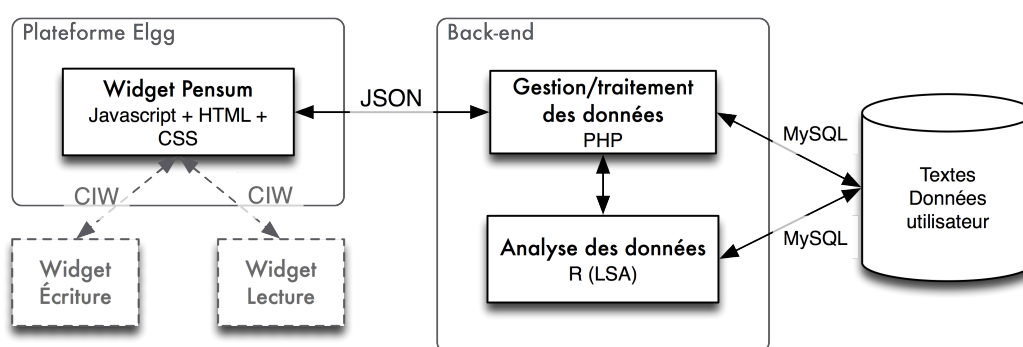 Plateforme Elgg
Widget Pensum
Javascript + HTML +
CSS
CIW
CIW
Widget
Écriture
Widget
Lecture
JSON
Back-end
Gestion/traitement
des données
PHP
Analyse des données
R (LSA)
MySQL
MySQL
Textes
Données
utilisateur